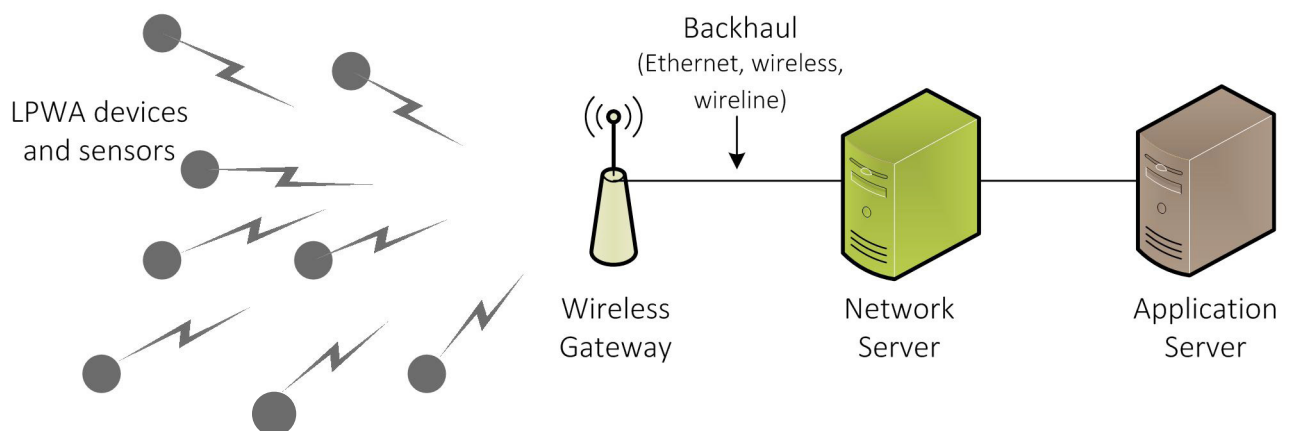 LPWA devices
and sensors
Backhaul
(Ethernet, wireless,
wireline)
Wireless
Gateway
Network
Server
Application
Server